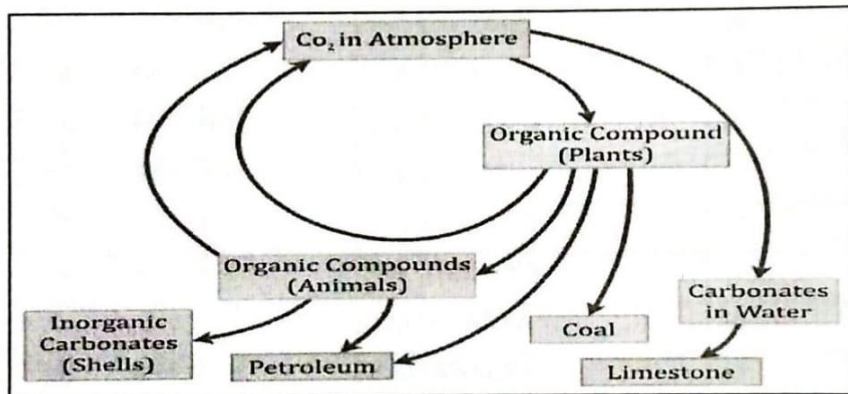 Co₂ in Atmosphere
Organic Compound
(Plants)
Organic Compounds
(Animals)
Carbonates
in Water
Inorganic
Carbonates
(Shells)
Coal
Petroleum
Limestone